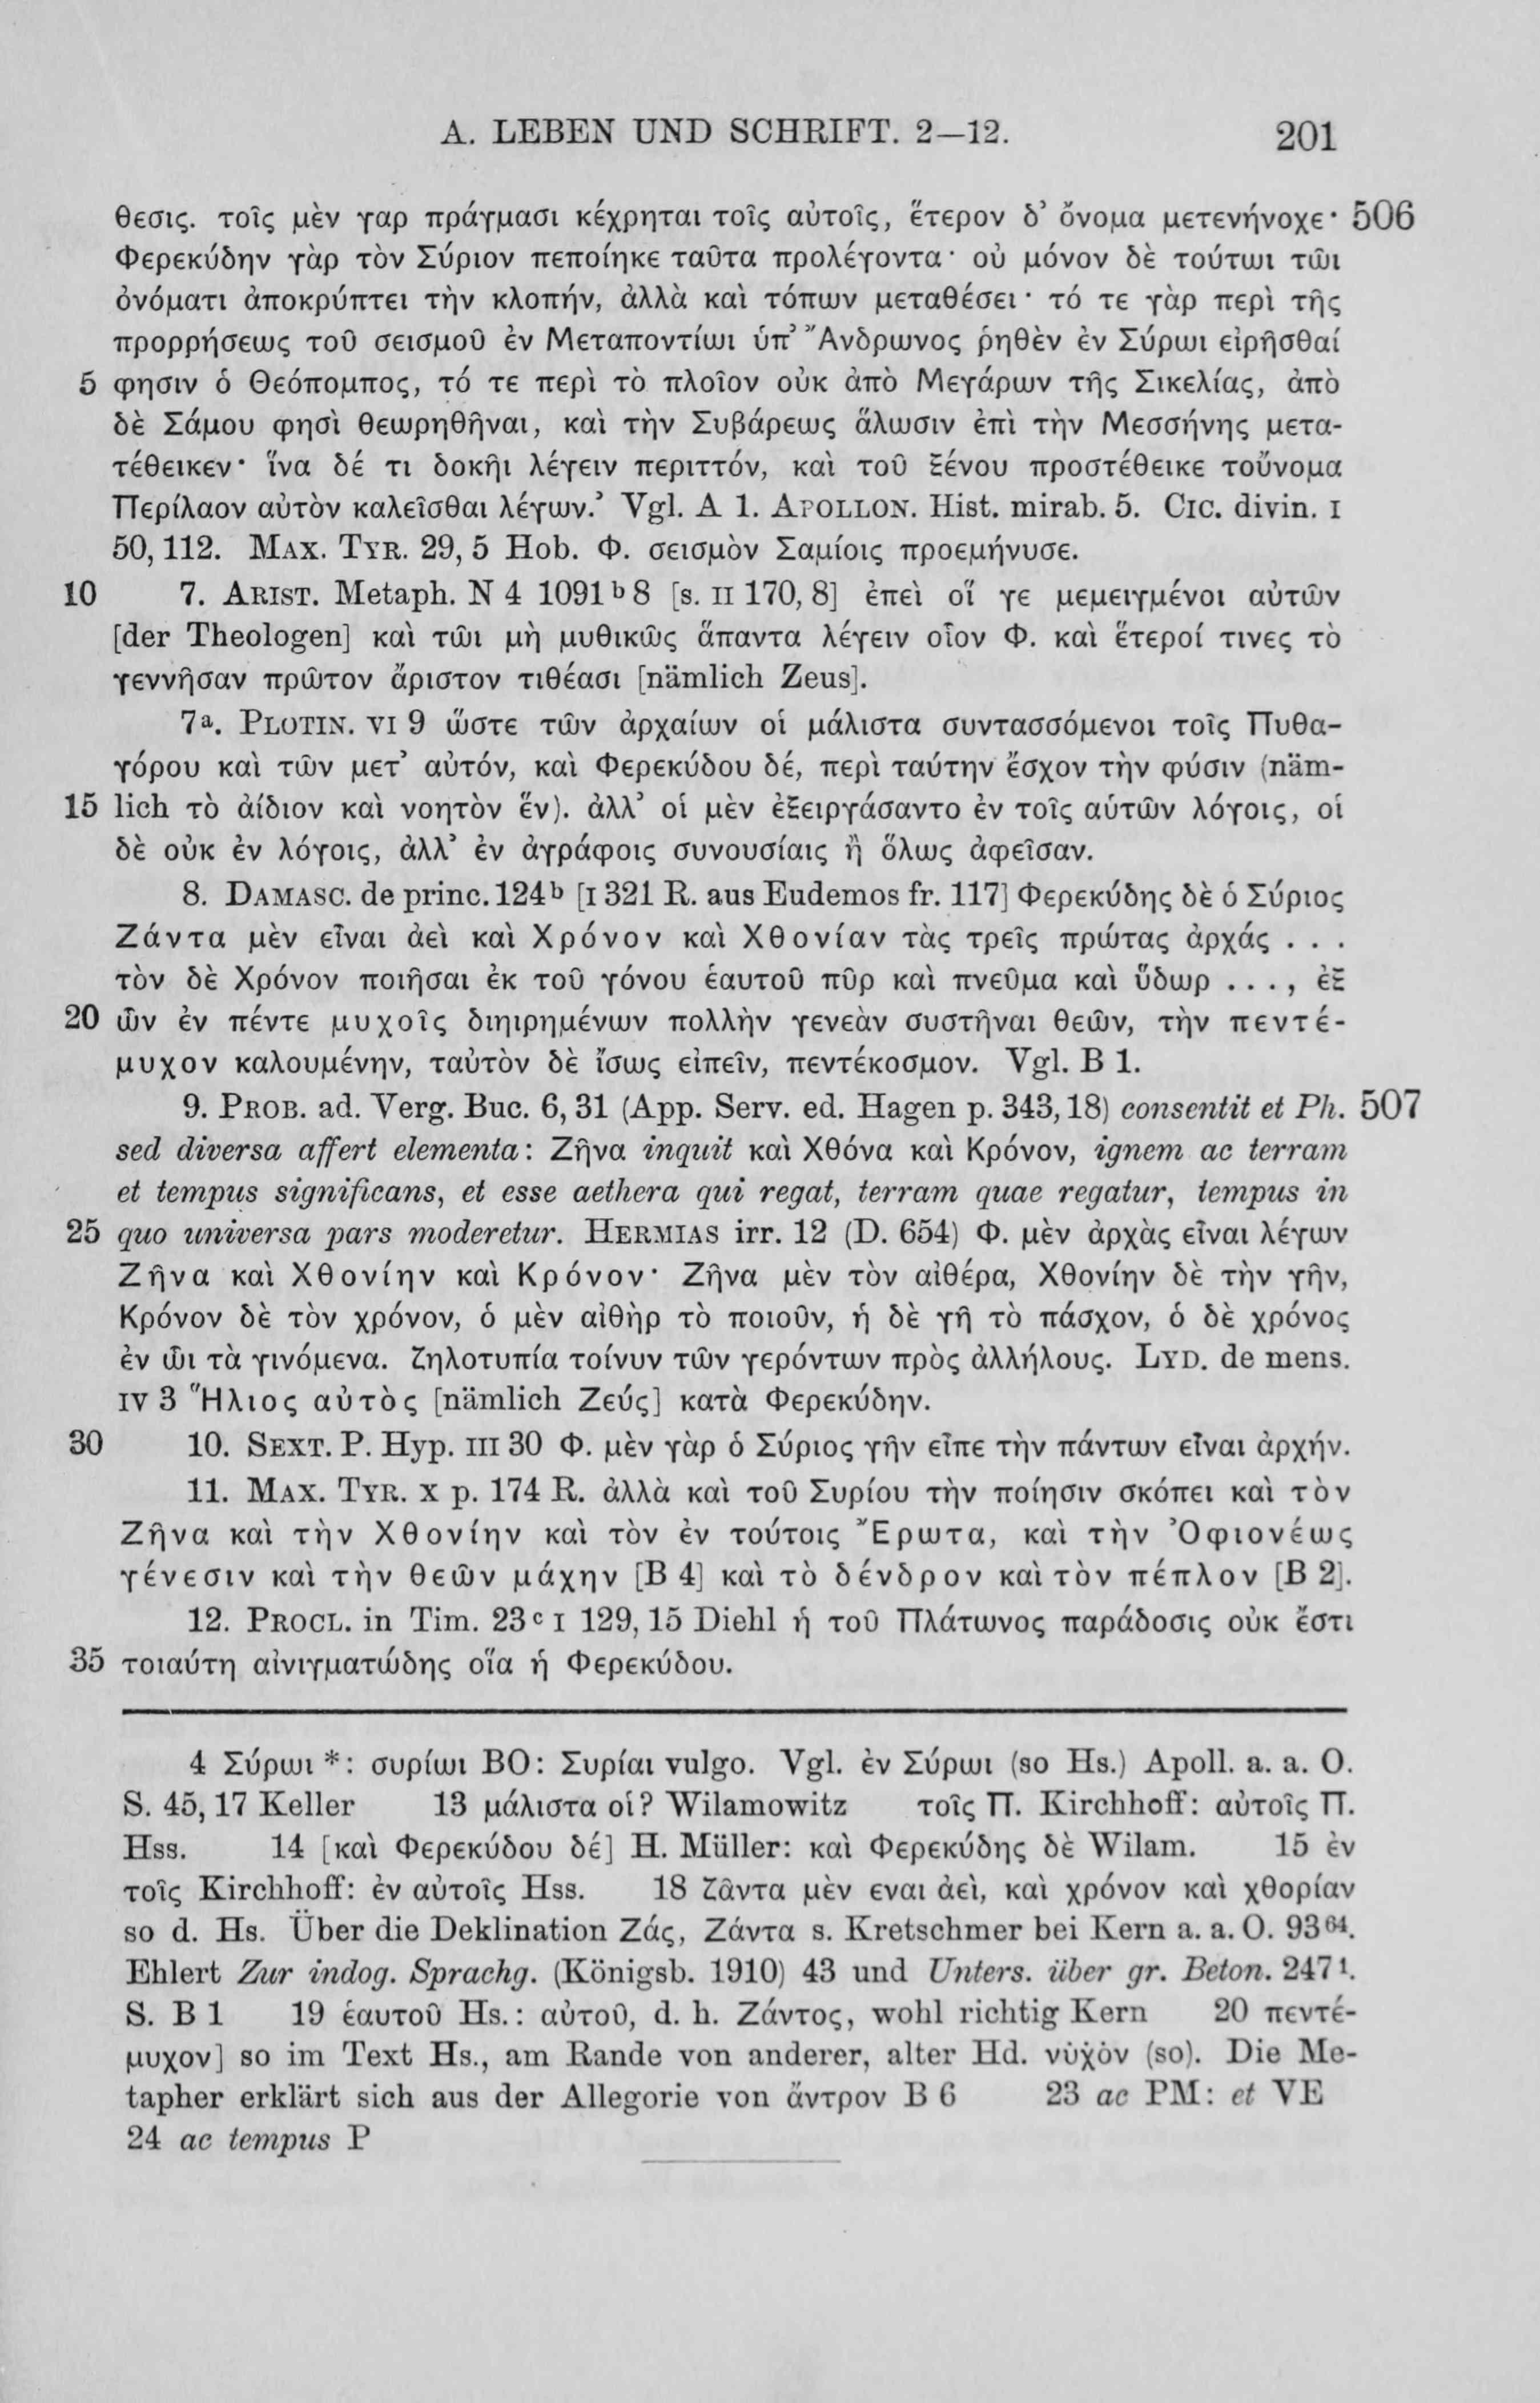 A. LEBEN UND SCHRIFT. 2—12. 201
θεσις. τοῖς μὲν γαρ πράγμασι κέχρηται τοῖς αὐτοῖς, ἕτερον δ᾽ ὄνομα μετενήνοχε· 506
Φερεκύδην γὰρ τὸν Σύριον πεποίηκε ταῦτα προλέγοντα· οὐ μόνον δὲ τούτωι τῶι
ὀνόματι ἀποκρύπτει τὴν κλοπήν, ἀλλὰ καὶ τόπων μεταθέσει· τό τε γὰρ περὶ τῆς
προρρήσεως τοῦ σεισμοῦ ἐν Μεταποντίωι ὑπ᾽ Ἄνδρωνος ῥηθὲν ἐν Σύρωι εἰρῆσθαί
5 φησιν ὁ Θεόπομπος, τό τε περὶ τὸ πλοῖον οὐκ ἀπὸ Μεγάρων τῆς Σικελίας, ἀπὸ
δὲ Σάμου φησὶ θεωρηθῆναι, καὶ τὴν Συβάρεως ἅλωσιν ἐπὶ τὴν Μεσσήνης μετα-
τέθεικεν· ἵνα δέ τι δοκῆι λέγειν περιττόν, καὶ τοῦ ξένου προστέθεικε τοὔνομα
Περίλαον αὐτὸν καλεῖσθαι λέγων.᾽ Vgl. A 1. APOLLON. Hist. mirab. 5. CIC. divin. I
50, 112. MAX. TYR. 29, 5 Hob. Φ. σεισμὸν Σαμίοις προεμήνυσε.
10 7. ARIST. Metaph. N 4 1091 b 8 [s. II 170, 8] ἐπεὶ οἵ γε μεμειγμένοι αὐτῶν
[der Theologen] καὶ τῶι μὴ μυθικῶς ἅπαντα λέγειν οἷον Φ. καὶ ἕτεροί τινες τὸ
γεννῆσαν πρῶτον ἄριστον τιθέασι [nämlich Zeus].
7a. PLOTIN. VI 9 ὥστε τῶν ἀρχαίων οἱ μάλιστα συντασσόμενοι τοῖς Πυθα-
γόρου καὶ τῶν μετ᾽ αὐτόν, καὶ Φερεκύδου δέ, περὶ ταύτην ἔσχον τὴν φύσιν (näm-
15 lich τὸ ἀίδιον καὶ νοητὸν ἕν). ἀλλ᾽ οἱ μὲν ἐξειργάσαντο ἐν τοῖς αὑτῶν λόγοις, οἱ
δὲ οὐκ ἐν λόγοις, ἀλλ᾽ ἐν ἀγράφοις συνουσίαις ἢ ὅλως ἀφεῖσαν.
8. DAMASC. de princ. 124b [I 321 R. aus Eudemos fr. 117] Φερεκύδης δὲ ὁ Σύριος
Ζάντα μὲν εἶναι ἀεὶ καὶ Χρόνον καὶ Χθονίαν τὰς τρεῖς πρώτας ἀρχάς . . .
τὸν δὲ Χρόνον ποιῆσαι ἐκ τοῦ γόνου ἑαυτοῦ πῦρ καὶ πνεῦμα καὶ ὕδωρ . . ., ἐξ
20 ὧν ἐν πέντε μυχοῖς διηιρημένων πολλὴν γενεὰν συστῆναι θεῶν, τὴν πεντέ-
μυχον καλουμένην, ταὐτὸν δὲ ἴσως εἰπεῖν, πεντέκοσμον. Vgl. B 1.
9. PROB. ad. Verg. Buc. 6, 31 (App. Serv. ed. Hagen p. 343, 18) consentit et Ph. 507
sed diversa affert elementa: Ζῆνα inquit καὶ Χθόνα καὶ Κρόνον, ignem ac terram
et tempus significans, et esse aethera qui regat, terram quae regatur, tempus in
25 quo universa pars moderetur. HERMIAS irr. 12 (D. 654) Φ. μὲν ἀρχὰς εἶναι λέγων
Ζῆνα καὶ Χθονίην καὶ Κρόνον· Ζῆνα μὲν τὸν αἰθέρα, Χθονίην δὲ τὴν γῆν,
Κρόνον δὲ τὸν χρόνον, ὁ μὲν αἰθὴρ τὸ ποιοῦν, ἡ δὲ γῆ τὸ πάσχον, ὁ δὲ χρόνος
ἐν ὧι τὰ γινόμενα. ζηλοτυπία τοίνυν τῶν γερόντων πρὸς ἀλλήλους. LYD. de mens.
IV 3 Ἥλιος αὐτὸς [nämlich Ζεύς] κατὰ Φερεκύδην.
30 10. SEXT. P. Hyp. III 30 Φ. μὲν γὰρ ὁ Σύριος γῆν εἶπε τὴν πάντων εἶναι ἀρχήν.
11. MAX. TYR. X p. 174 R. ἀλλὰ καὶ τοῦ Συρίου τὴν ποίησιν σκόπει καὶ τὸν
Ζῆνα καὶ τὴν Χθονίην καὶ τὸν ἐν τούτοις Ἔρωτα, καὶ τὴν Ὀφιονέως
γένεσιν καὶ τὴν θεῶν μάχην [B 4] καὶ τὸ δένδρον καὶ τὸν πέπλον [B 2].
12. PROCL. in Tim. 23c I 129, 15 Diehl ἡ τοῦ Πλάτωνος παράδοσις οὐκ ἔστι
35 τοιαύτη αἰνιγματώδης οἵα ἡ Φερεκύδου.
4 Σύρωι *: συρίωι BO: Συρίαι vulgo. Vgl. ἐν Σύρωι (so Hs.) Apoll. a. a. O.
S. 45, 17 Keller 13 μάλιστα οἱ? Wilamowitz τοῖς Π. Kirchhoff: αὐτοῖς Π.
Hss. 14 [καὶ Φερεκύδου δέ] H. Müller: καὶ Φερεκύδης δὲ Wilam. 15 ἐν
τοῖς Kirchhoff: ἐν αὐτοῖς Hss. 18 ζᾶντα μὲν εναι ἀεὶ, καὶ χρόνον καὶ χθορίαν
so d. Hs. Über die Deklination Ζάς, Ζάντα s. Kretschmer bei Kern a. a. O. 93 64.
Ehlert Zur indog. Sprachg. (Königsb. 1910) 43 und Unters. über gr. Beton. 247 1.
S. B 1 19 ἑαυτοῦ Hs.: αὐτοῦ, d. h. Ζάντος, wohl richtig Kern 20 πεντέ-
μυχον] so im Text Hs., am Rande von anderer, alter Hd. (so). Die Me-
tapher erklärt sich aus der Allegorie von ἄντρον B 6 23 ac PM: et VE
24 ac tempus P